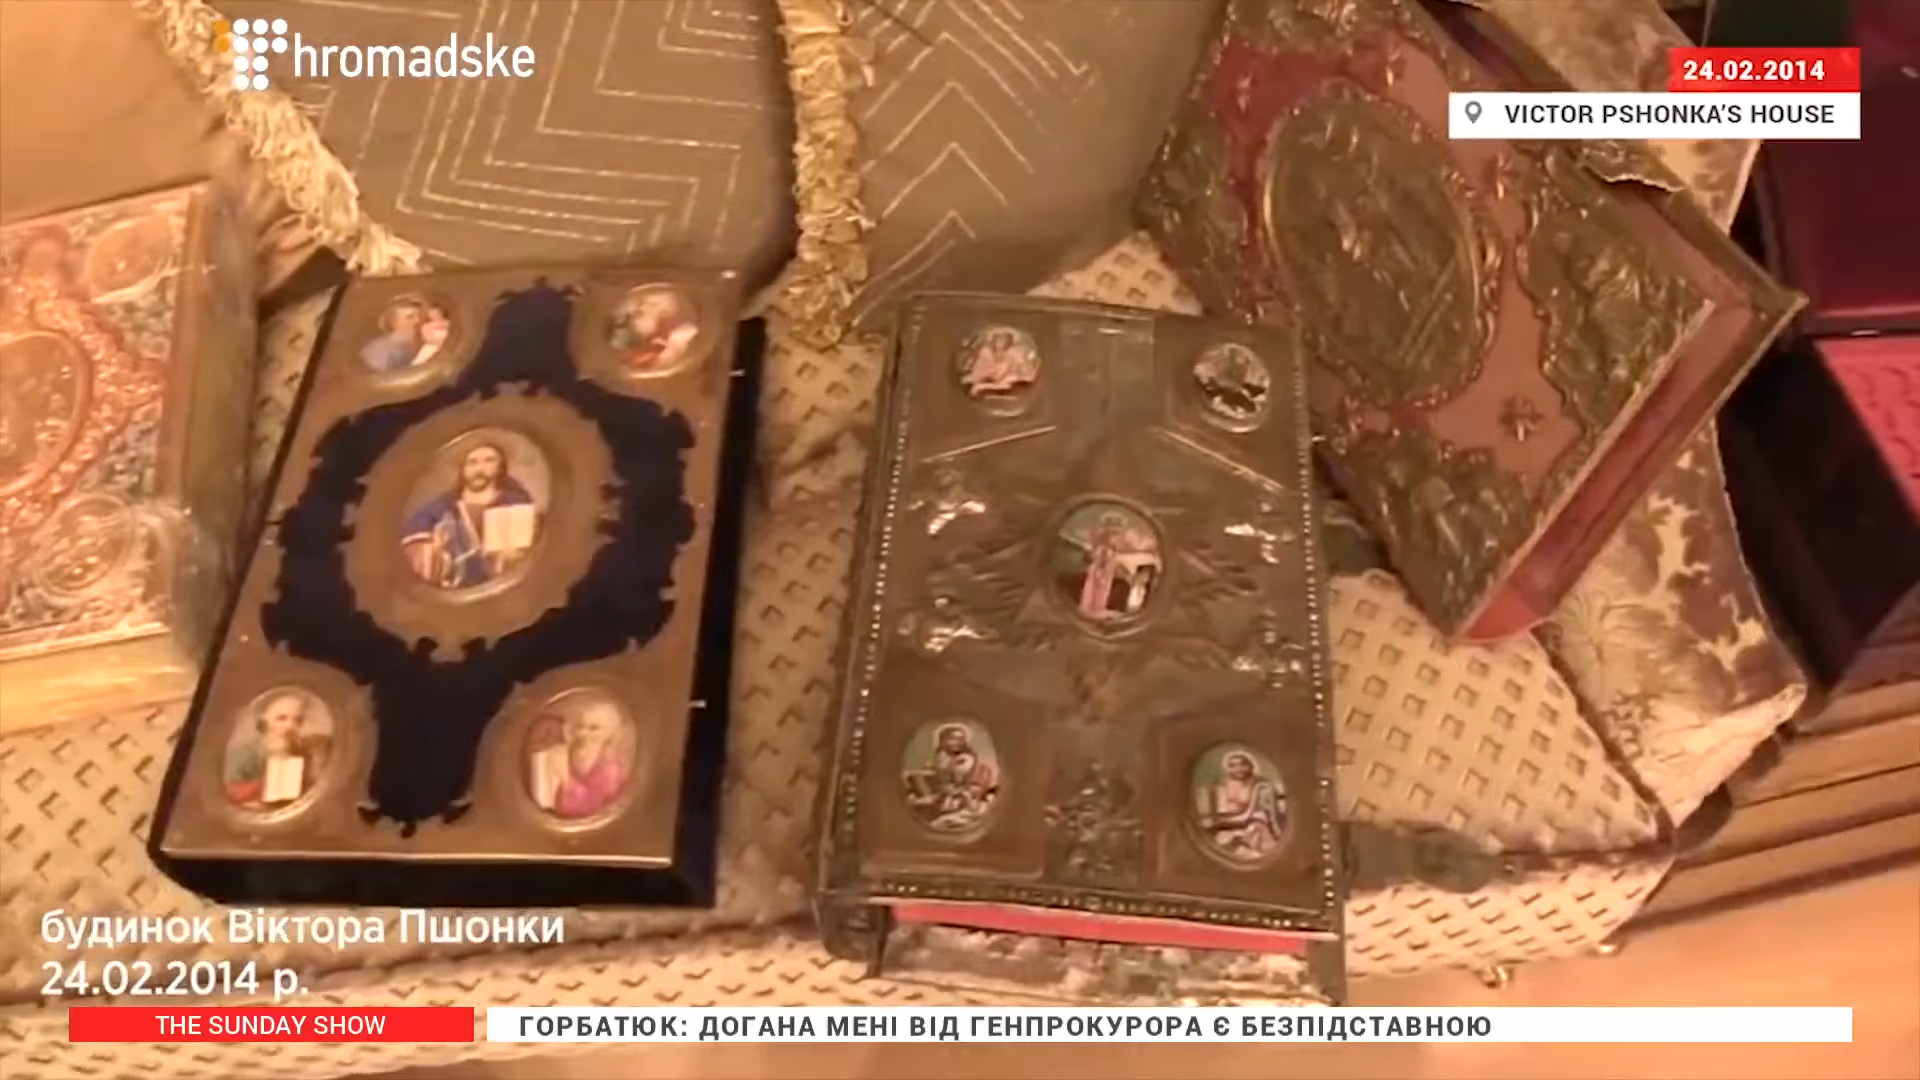 hromadske
24.02.2014
VICTOR PSHONKA'S HOUSE
будинок Віктора Пшонки
24.02.2014 р.
THE SUNDAY SHOW
ГОРБАТЮК: ДОГАНА МЕНІ ВІД ГЕНПРОКУРОРА Є БЕЗПІДСТАВНОЮ